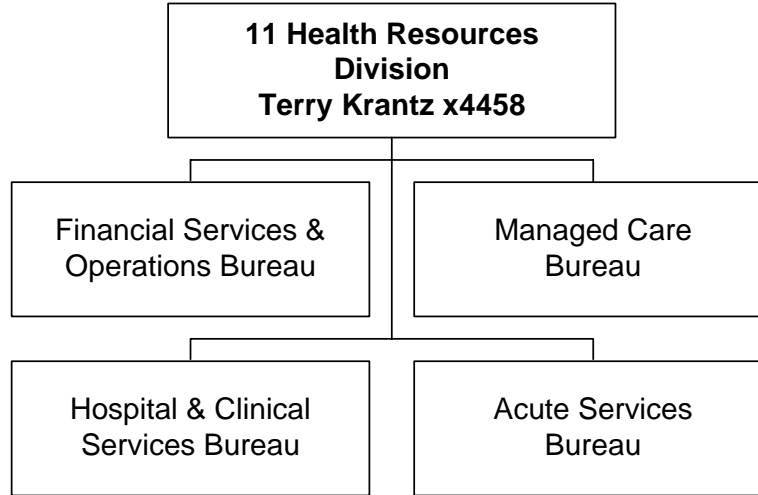 11 Health Resources
Division
Terry Krantz x4458
Financial Services &
Operations Bureau
Managed Care
Bureau
Hospital & Clinical
Services Bureau
Acute Services
Bureau